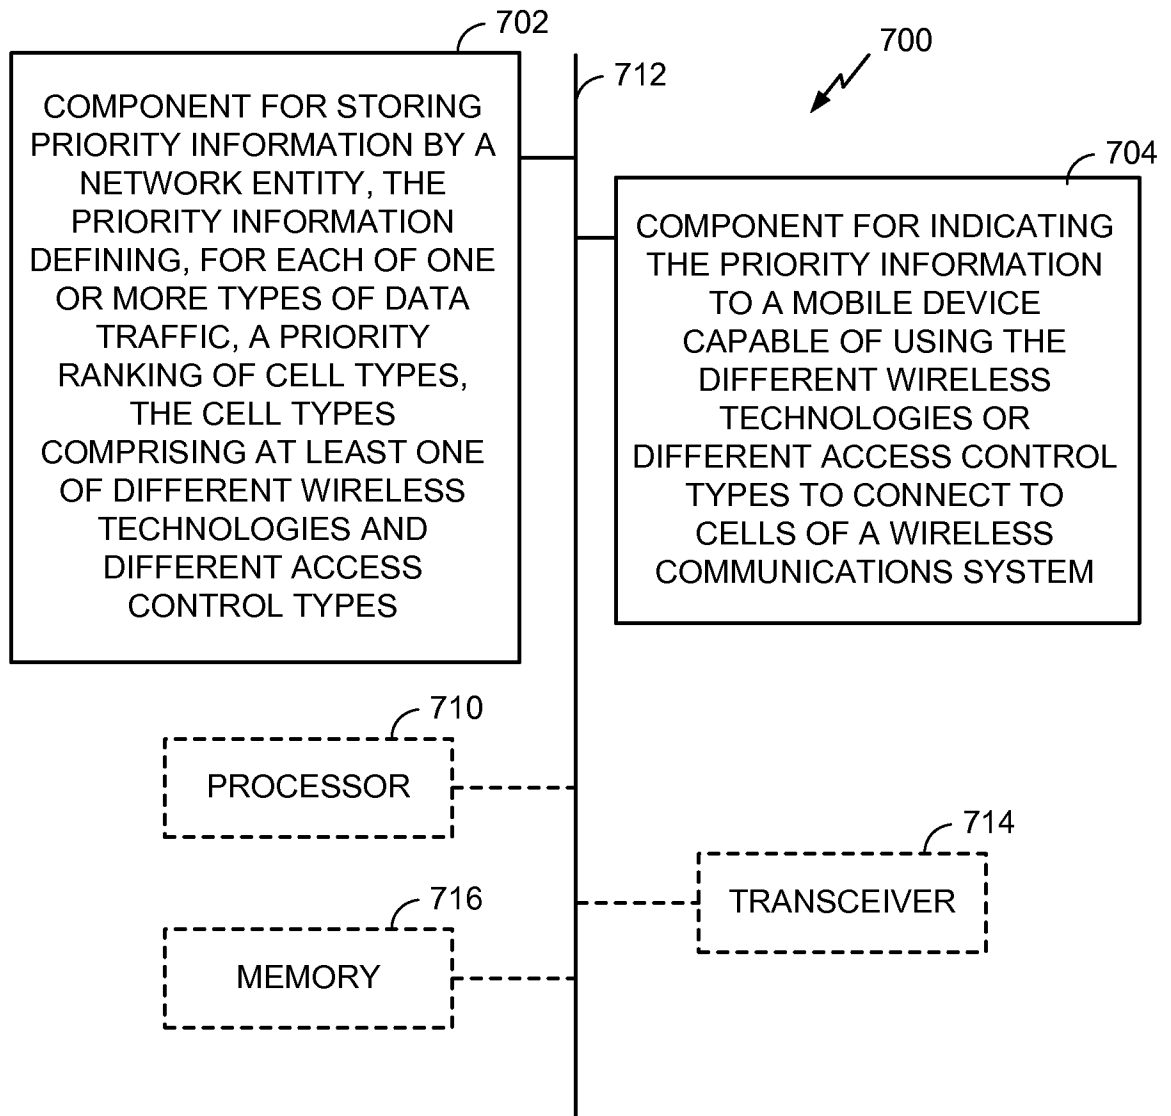 702
712
700
COMPONENT FOR STORING
PRIORITY INFORMATION BY A
NETWORK ENTITY, THE
PRIORITY INFORMATION
DEFINING, FOR EACH OF ONE
OR MORE TYPES OF DATA
TRAFFIC, A PRIORITY
RANKING OF CELL TYPES,
THE CELL TYPES
COMPRISING AT LEAST ONE
OF DIFFERENT WIRELESS
TECHNOLOGIES AND
DIFFERENT ACCESS
CONTROL TYPES
704
COMPONENT FOR INDICATING
THE PRIORITY INFORMATION
TO A MOBILE DEVICE
CAPABLE OF USING THE
DIFFERENT WIRELESS
TECHNOLOGIES OR
DIFFERENT ACCESS CONTROL
TYPES TO CONNECT TO
CELLS OF A WIRELESS
COMMUNICATIONS SYSTEM
710
PROCESSOR
714
TRANSCEIVER
716
MEMORY